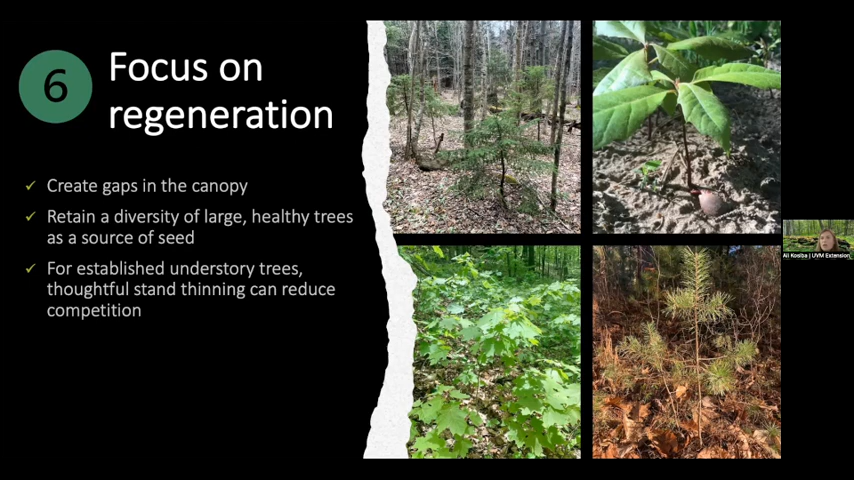 6
Focus on
regeneration
✓ Create gaps in the canopy
✓ Retain a diversity of large, healthy trees
as a source of seed
✓ For established understory trees,
thoughtful stand thinning can reduce
competition
Ali Kosiba | UVM Extension